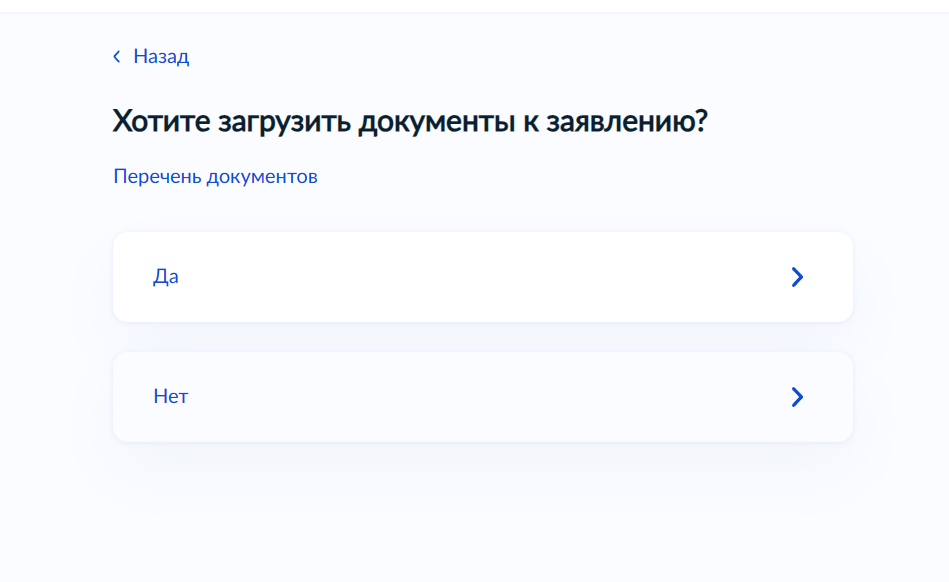 Назад
Хотите загрузить документы к заявлению?
Перечень документов
Да
Нет